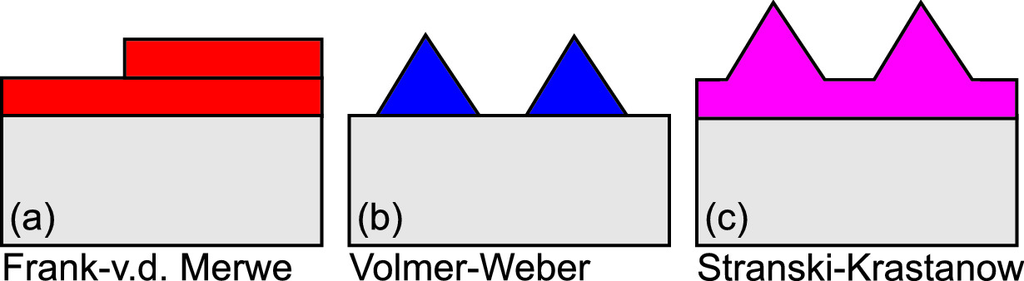 (a)
(b)
(c)
Frank-v.d. Merwe
Volmer-Weber
Stranski-Krastanow